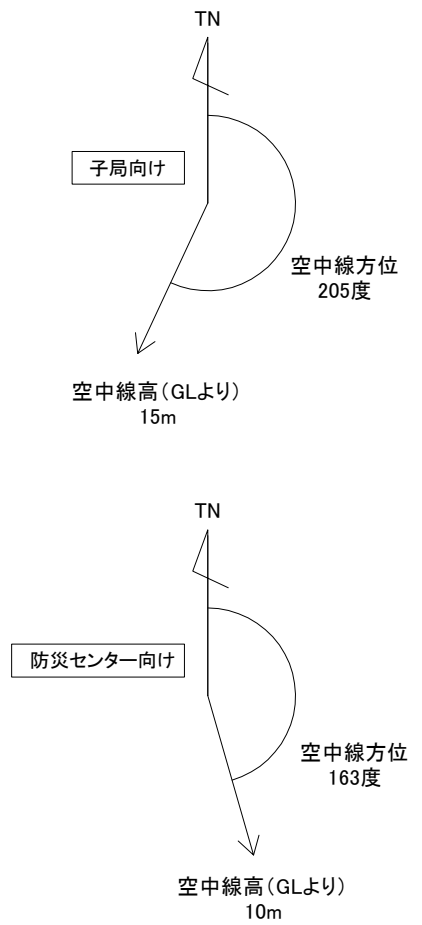 TN
子局向け
空中線方位
205度
空中線高（GLより）
15m
TN
防災センター向け
空中線方位
163度
空中線高（GLより）
10m